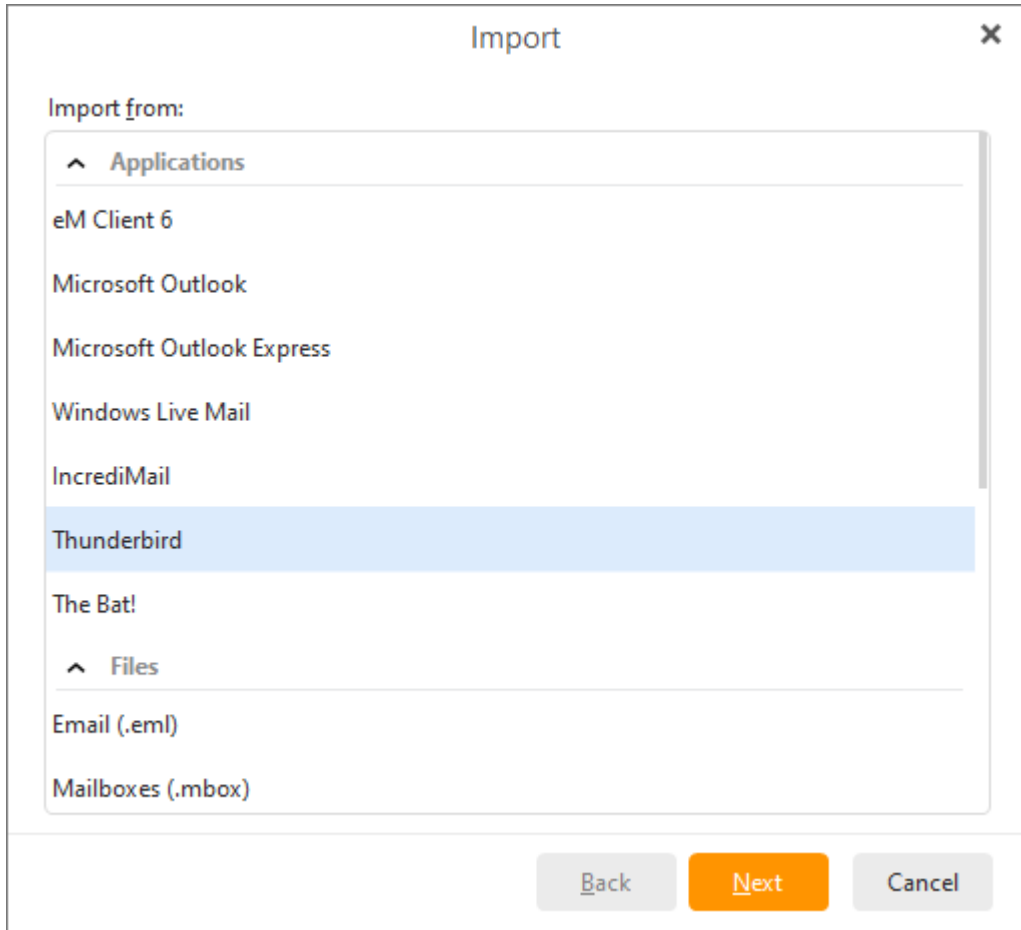 Import
Import from:
Applications
eM Client 6
Microsoft Outlook
Microsoft Outlook Express
Windows Live Mail
IncrediMail
Thunderbird
The Bat!
Files
Email (.eml)
Mailboxes (.mbox)
Back Next Cancel